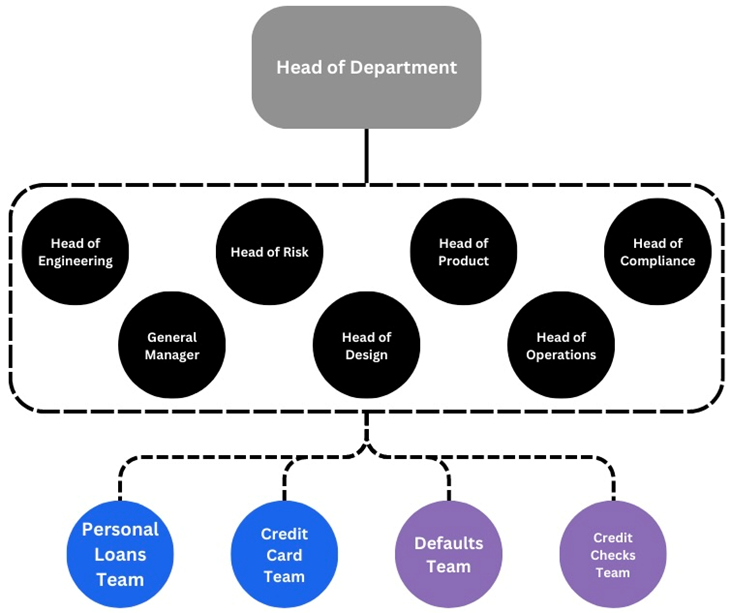 Head of Department
Head of
Engineering
Head of Risk
Head of
Product
Head of
Compliance
General
Manager
Head of
Design
Head of
Operations
Personal
Loans
Team
Credit
Card
Team
Defaults
Team
Credit
Checks
Team